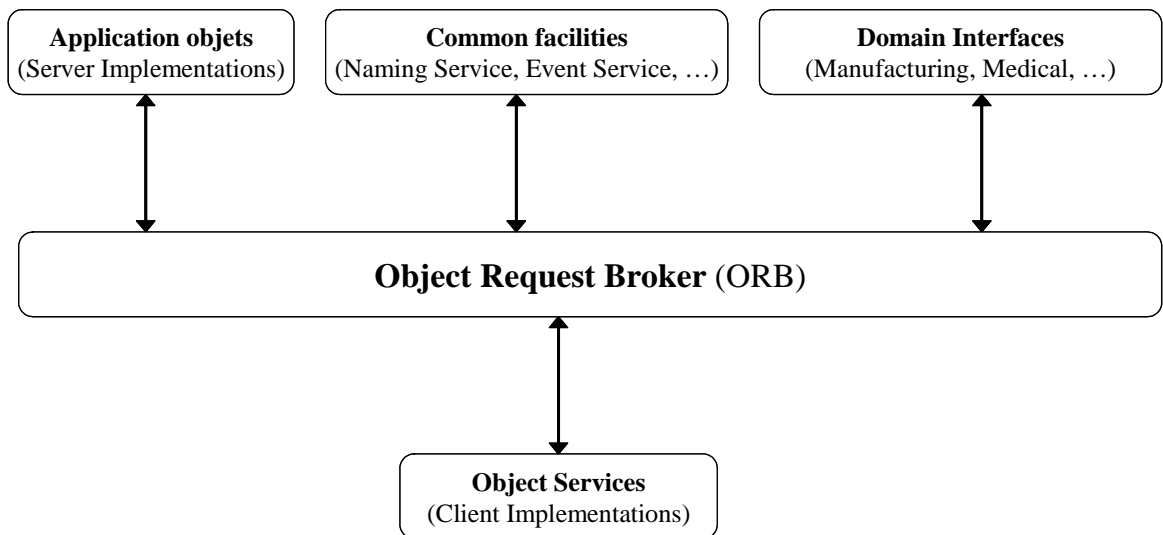 Application objets
(Server Implementations)
Common facilities
(Naming Service, Event Service, …)
Domain Interfaces
(Manufacturing, Medical, …)
Object Request Broker (ORB)
Object Services
(Client Implementations)